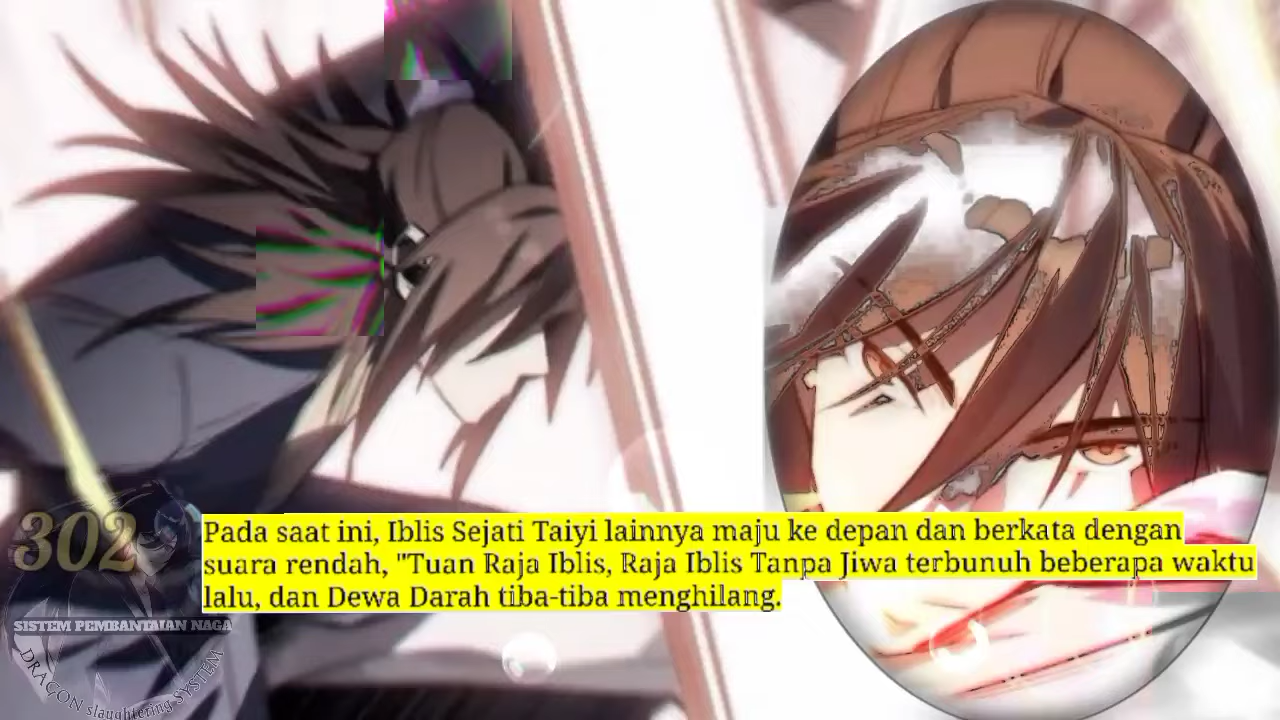 302
Pada saat ini, Iblis Sejati Taiyi lainnya maju ke depan dan berkata dengan
suara rendah, "Tuan Raja Iblis, Raja Iblis Tanpa Jiwa terbunuh beberapa waktu
lalu, dan Dewa Darah tiba-tiba menghilang.
SISTEM PEMBANTAIAN NAGA
DRAGON slaughtering SYSTEM